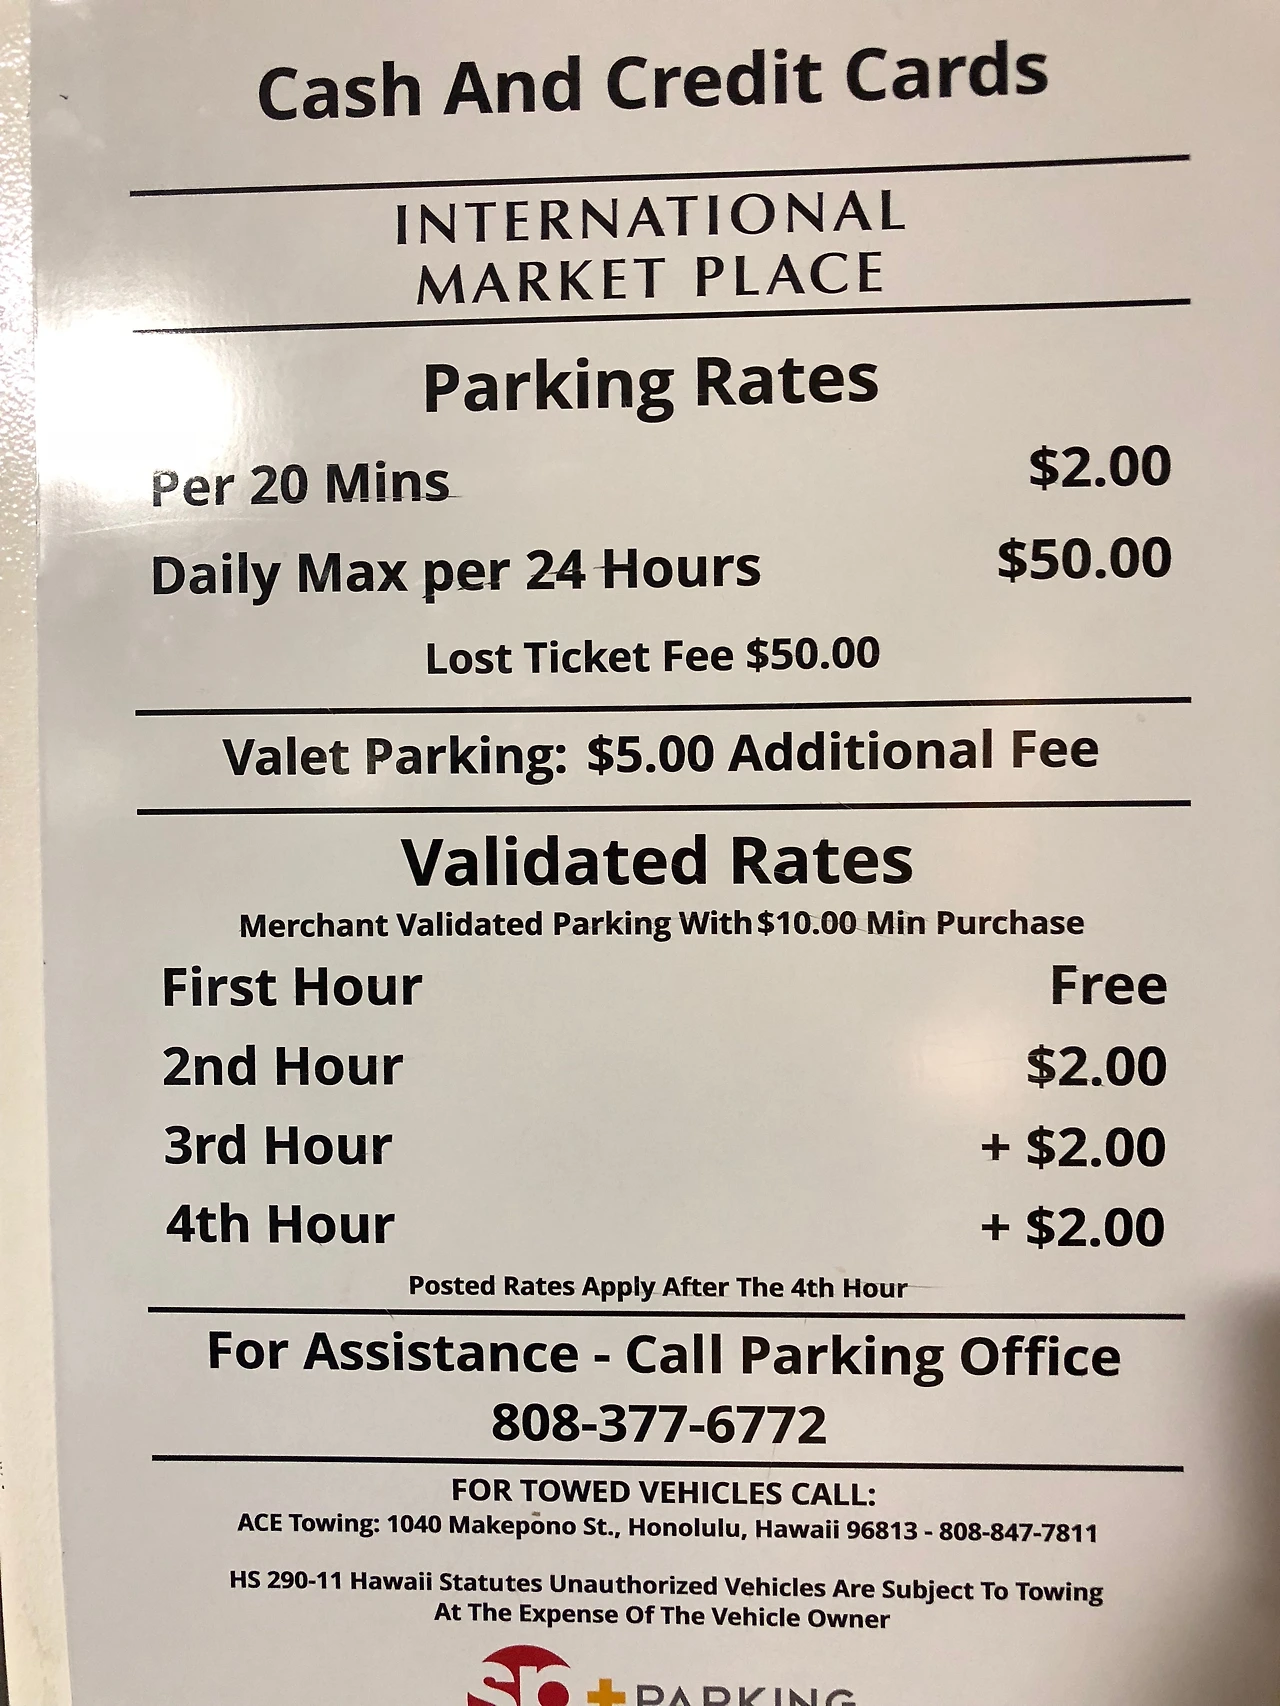 Cash And Credit Cards
INTERNATIONAL
MARKET PLACE
Parking Rates
Per 20 Mins $2.00
Daily Max per 24 Hours $50.00
Lost Ticket Fee $50.00
Valet Parking: $5.00 Additional Fee
Validated Rates
Merchant Validated Parking With $10.00 Min Purchase
First Hour Free
2nd Hour $2.00
3rd Hour + $2.00
4th Hour + $2.00
Posted Rates Apply After The 4th Hour
For Assistance - Call Parking Office
808-377-6772
FOR TOWED VEHICLES CALL:
ACE Towing: 1040 Makepono St., Honolulu, Hawaii 96813 - 808-847-7811
HS 290-11 Hawaii Statutes Unauthorized Vehicles Are Subject To Towing
At The Expense Of The Vehicle Owner
sp+PARKING